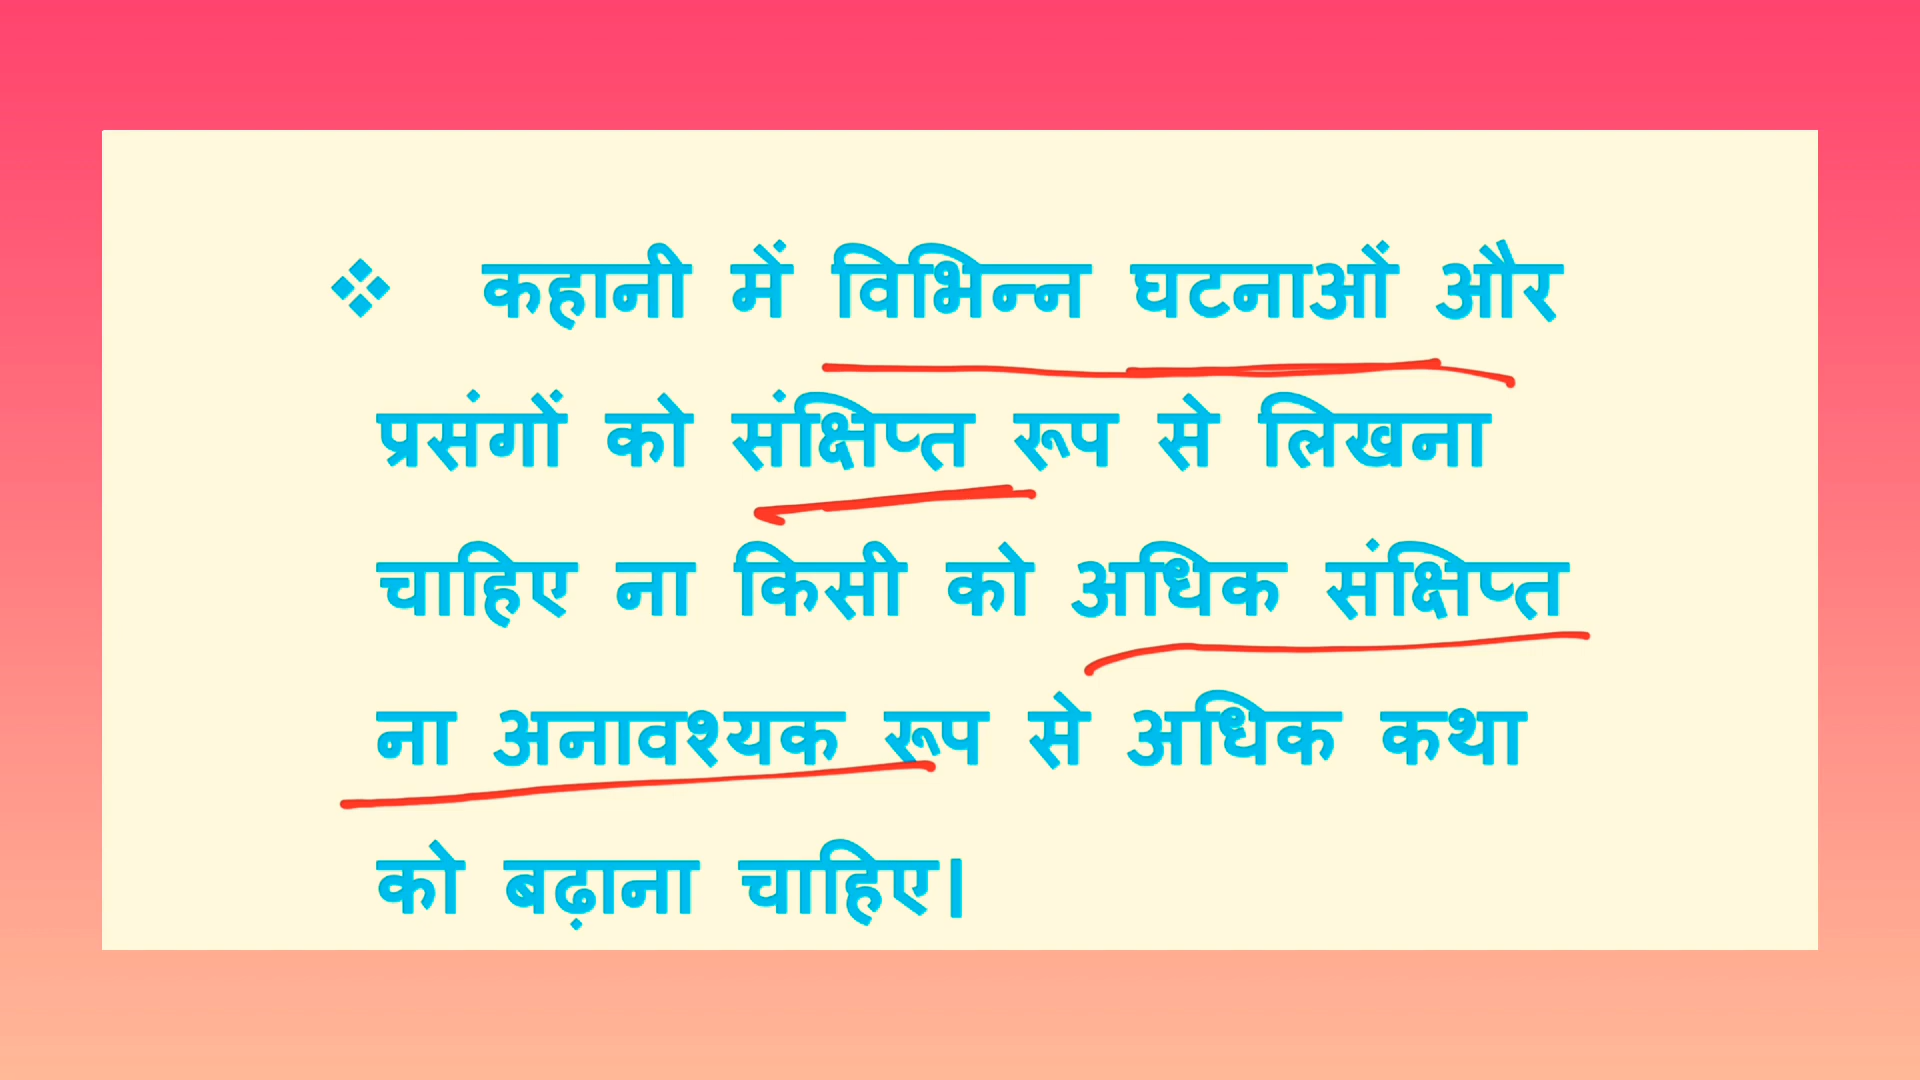 ❖ कहानी में विभिन्न घटनाओं और
प्रसंगों को संक्षिप्त रूप से लिखना
चाहिए ना किसी को अधिक संक्षिप्त
ना अनावश्यक रूप से अधिक कथा
को बढ़ाना चाहिए।